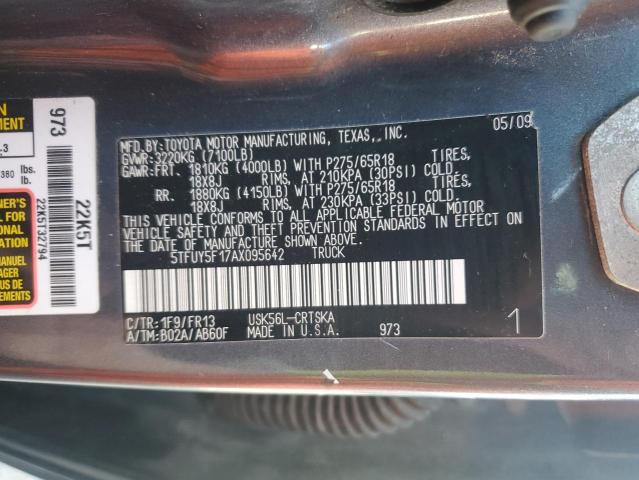 MFD.BY:TOYOTA MOTOR MANUFACTURING, TEXAS, INC. 05/09
GVWR:3220KG (7100LB)
GAWR:FRT. 1810KG (4000LB) WITH P275/65R18 TIRES,
18X8J RIMS, AT 210KPA (30PSI) COLD.
RR. 1880KG (4150LB) WITH P275/65R18 TIRES,
18X8J RIMS, AT 230KPA (33PSI) COLD.
THIS VEHICLE CONFORMS TO ALL APPLICABLE FEDERAL MOTOR
VEHICLE SAFETY AND THEFT PREVENTION STANDARDS IN EFFECT ON
THE DATE OF MANUFACTURE SHOWN ABOVE.
5TFUY5F17AX095642 TRUCK
C/TR:1F9/FR13 USK56L-CRTSKA
A/TM:B02A/AB60F MADE IN U.S.A. 973 1
973
22K5T
22K5T32794
380 lbs.
lb.
MANUEL